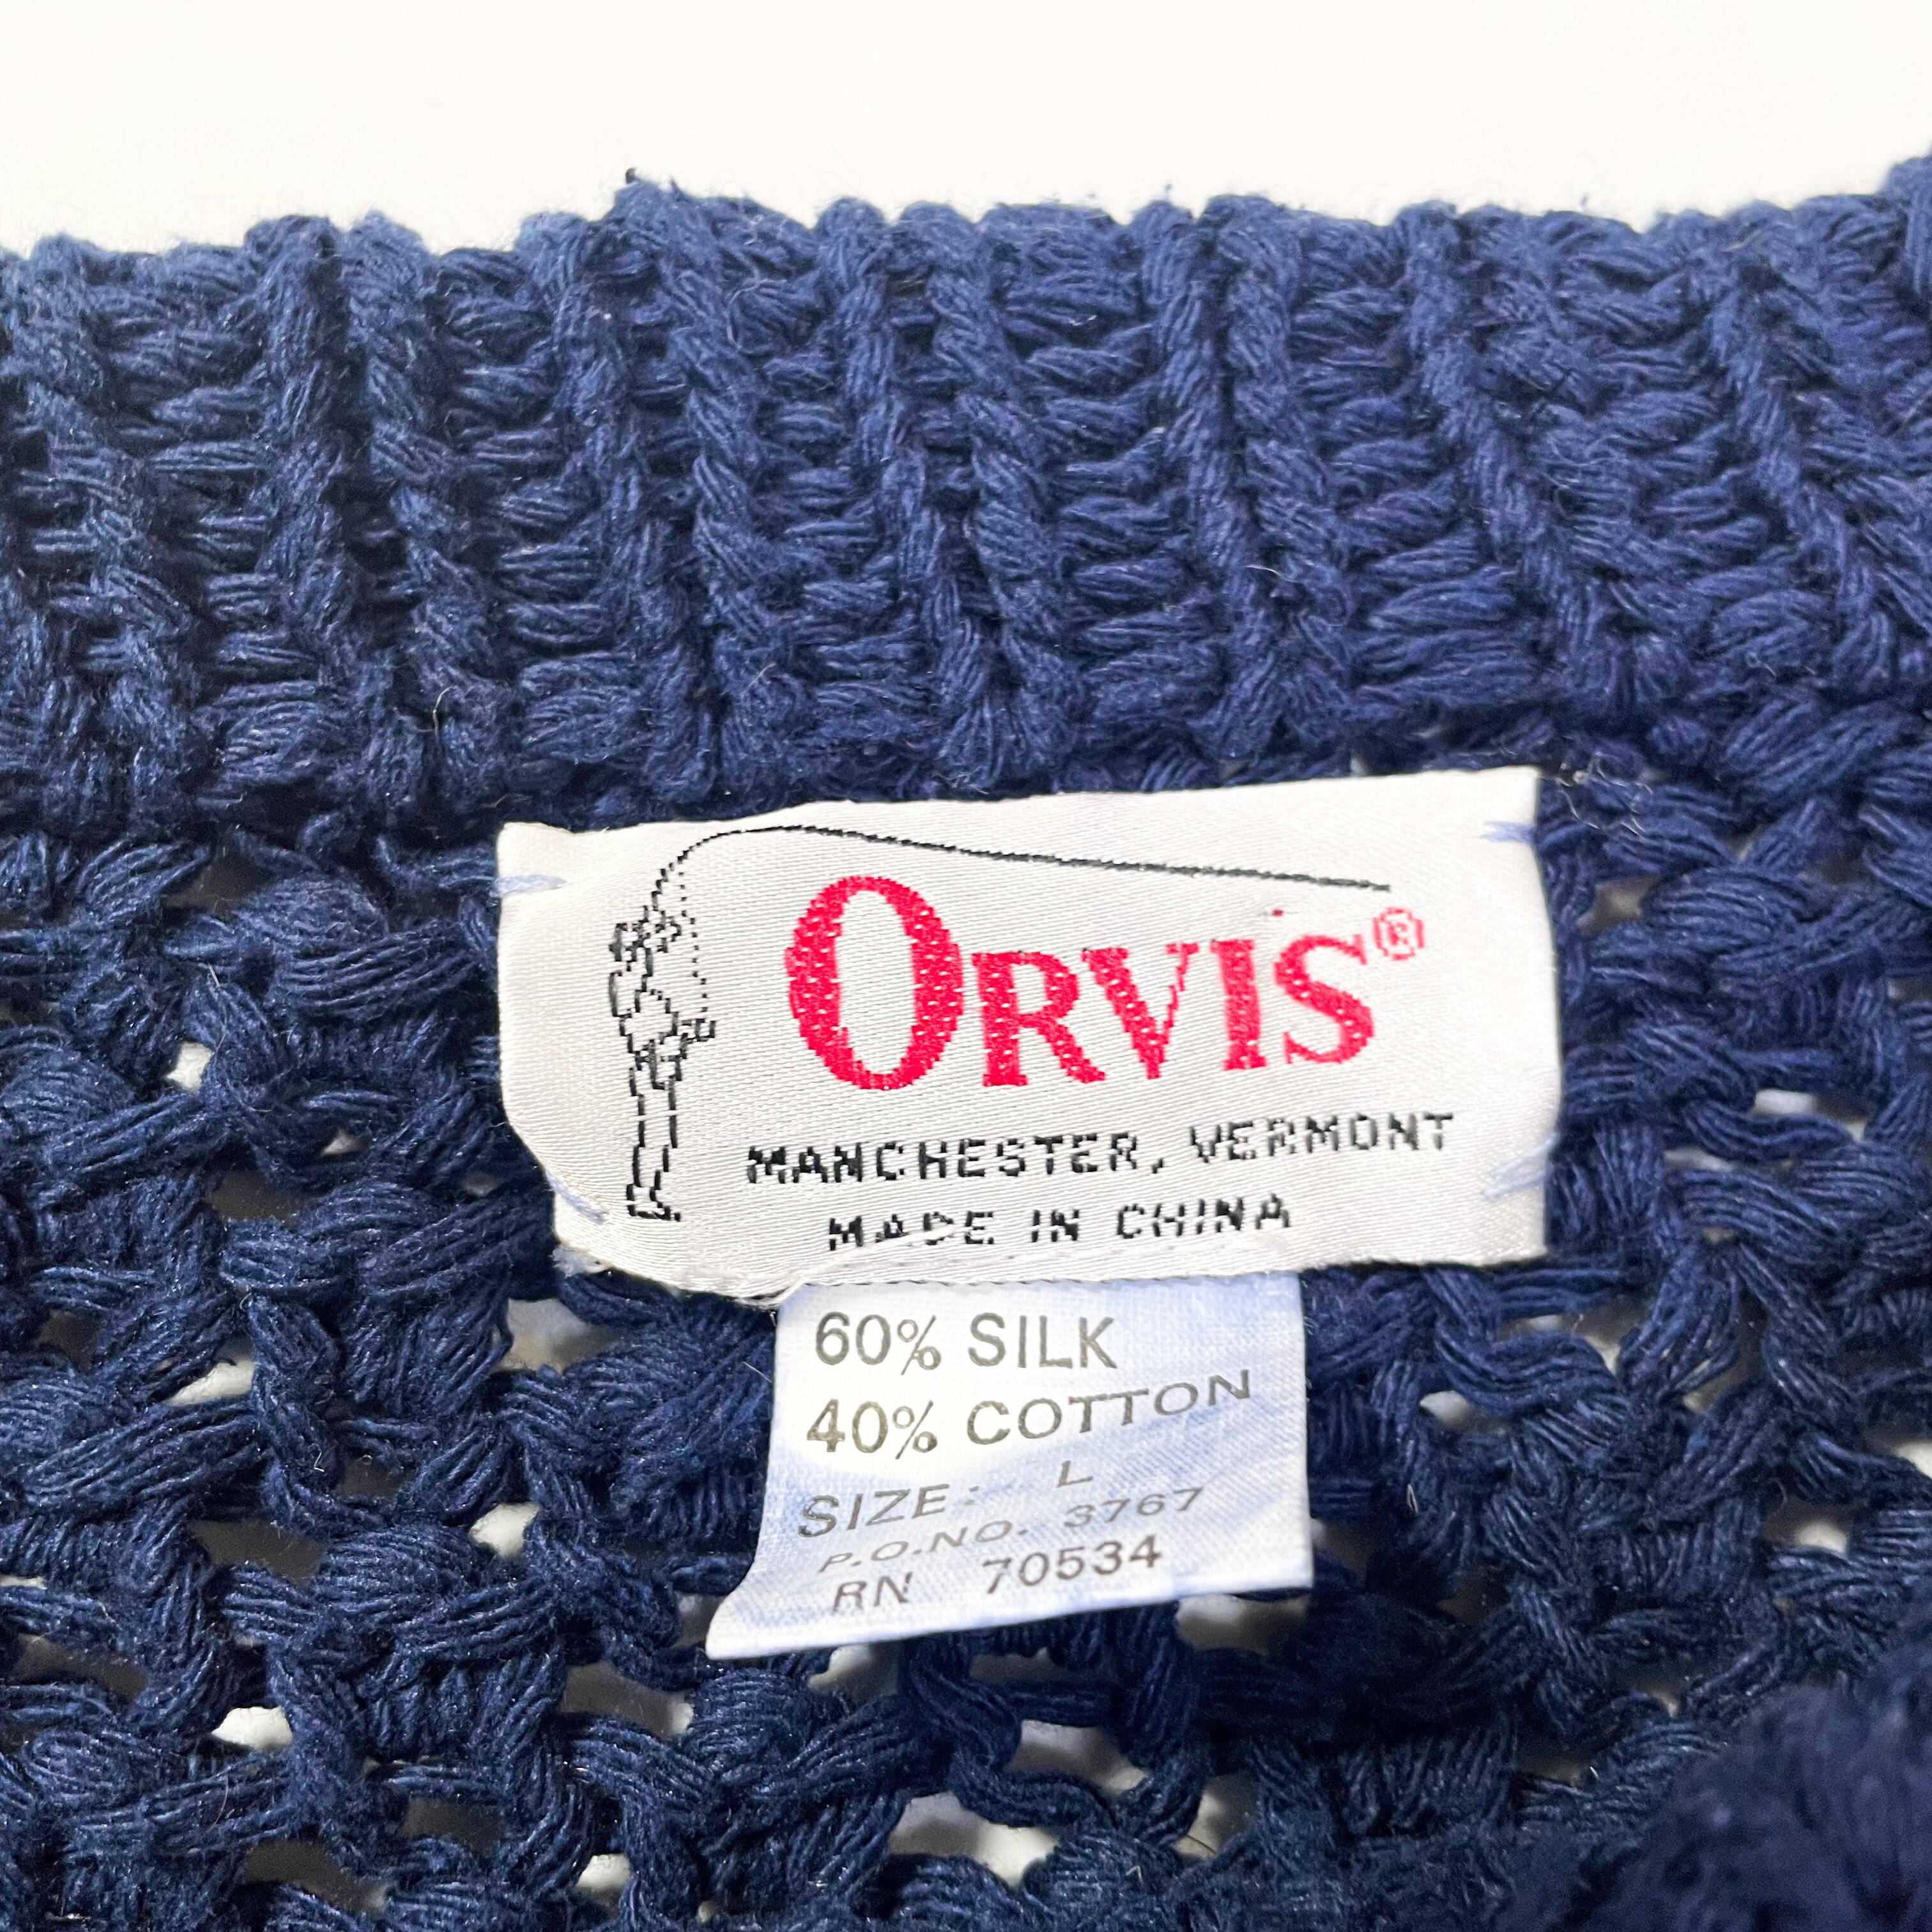 ORVIS®
MANCHESTER, VERMONT
MADE IN CHINA
60% SILK
40% COTTON
SIZE: L
P.O.NO. 3767
RN 70534